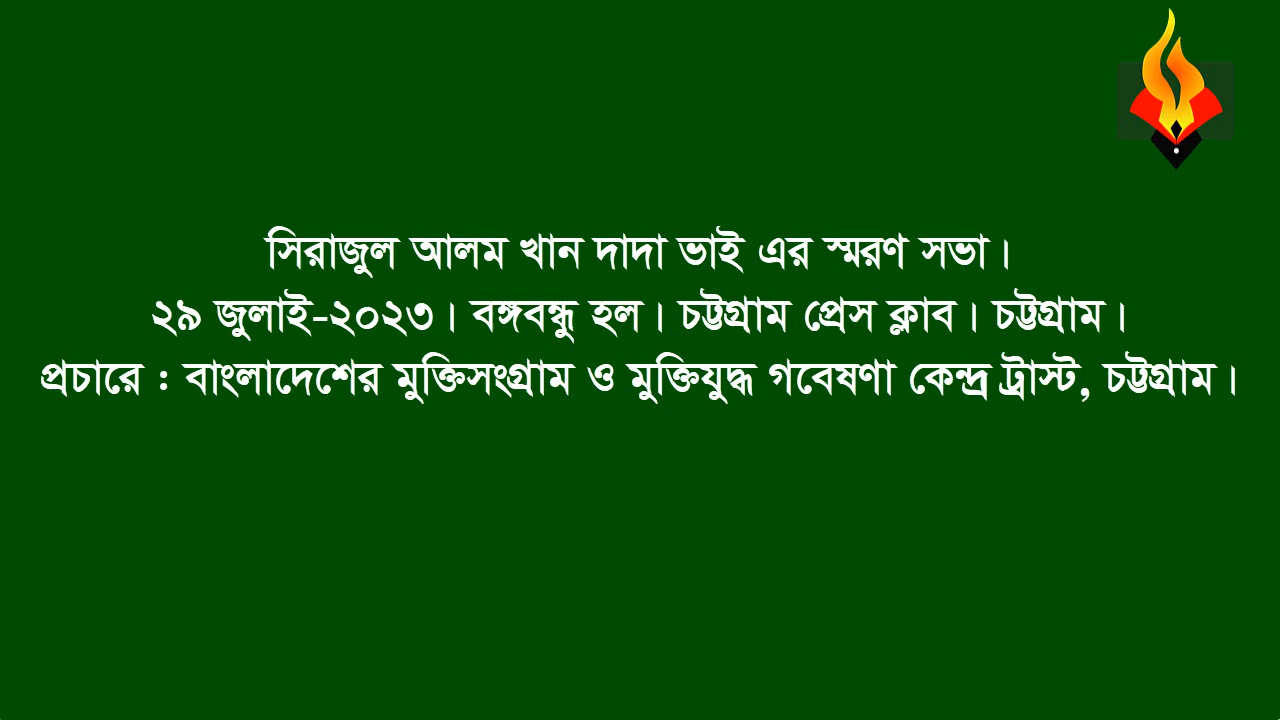 সিরাজুল আলম খান দাদা ভাই এর স্মরণ সভা।
২৯ জুলাই-২০২৩। বঙ্গবন্ধু হল। চট্টগ্রাম প্রেস ক্লাব। চট্টগ্রাম।
প্রচারে : বাংলাদেশের মুক্তিসংগ্রাম ও মুক্তিযুদ্ধ গবেষণা কেন্দ্র ট্রাস্ট, চট্টগ্রাম।